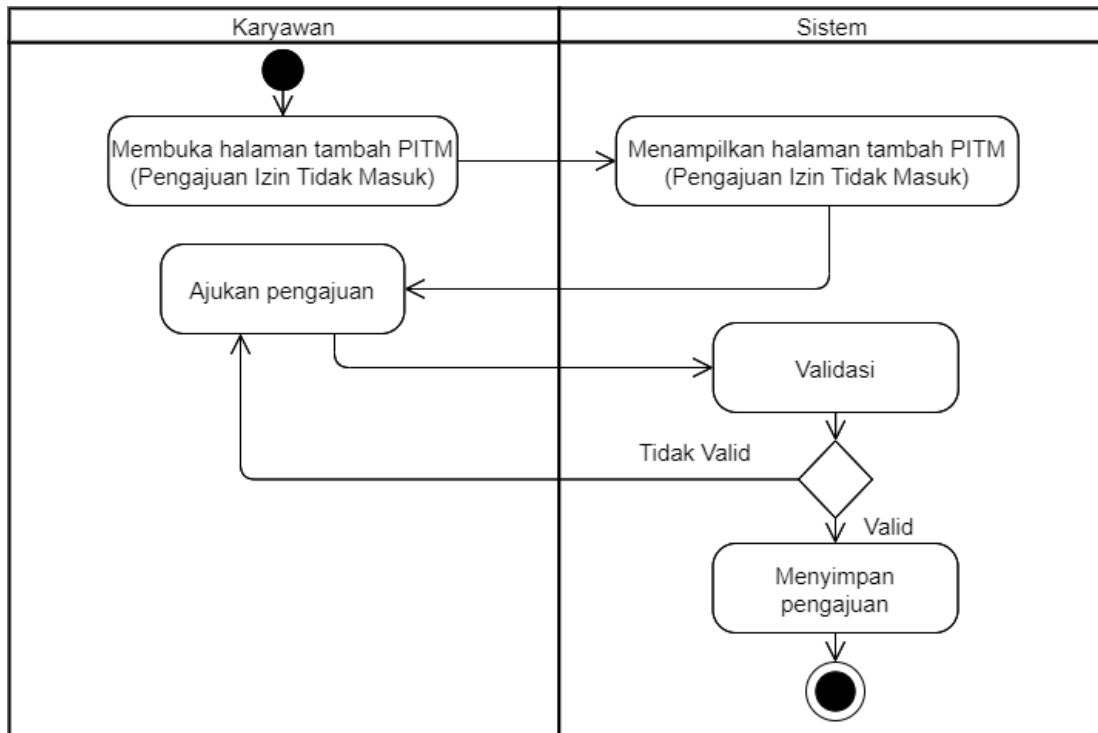 Karyawan
Sistem
Membuka halaman tambah PITM
(Pengajuan Izin Tidak Masuk)
Menampilkan halaman tambah PITM
(Pengajuan Izin Tidak Masuk)
Ajukan pengajuan
Validasi
Tidak Valid
Valid
Menyimpan
pengajuan